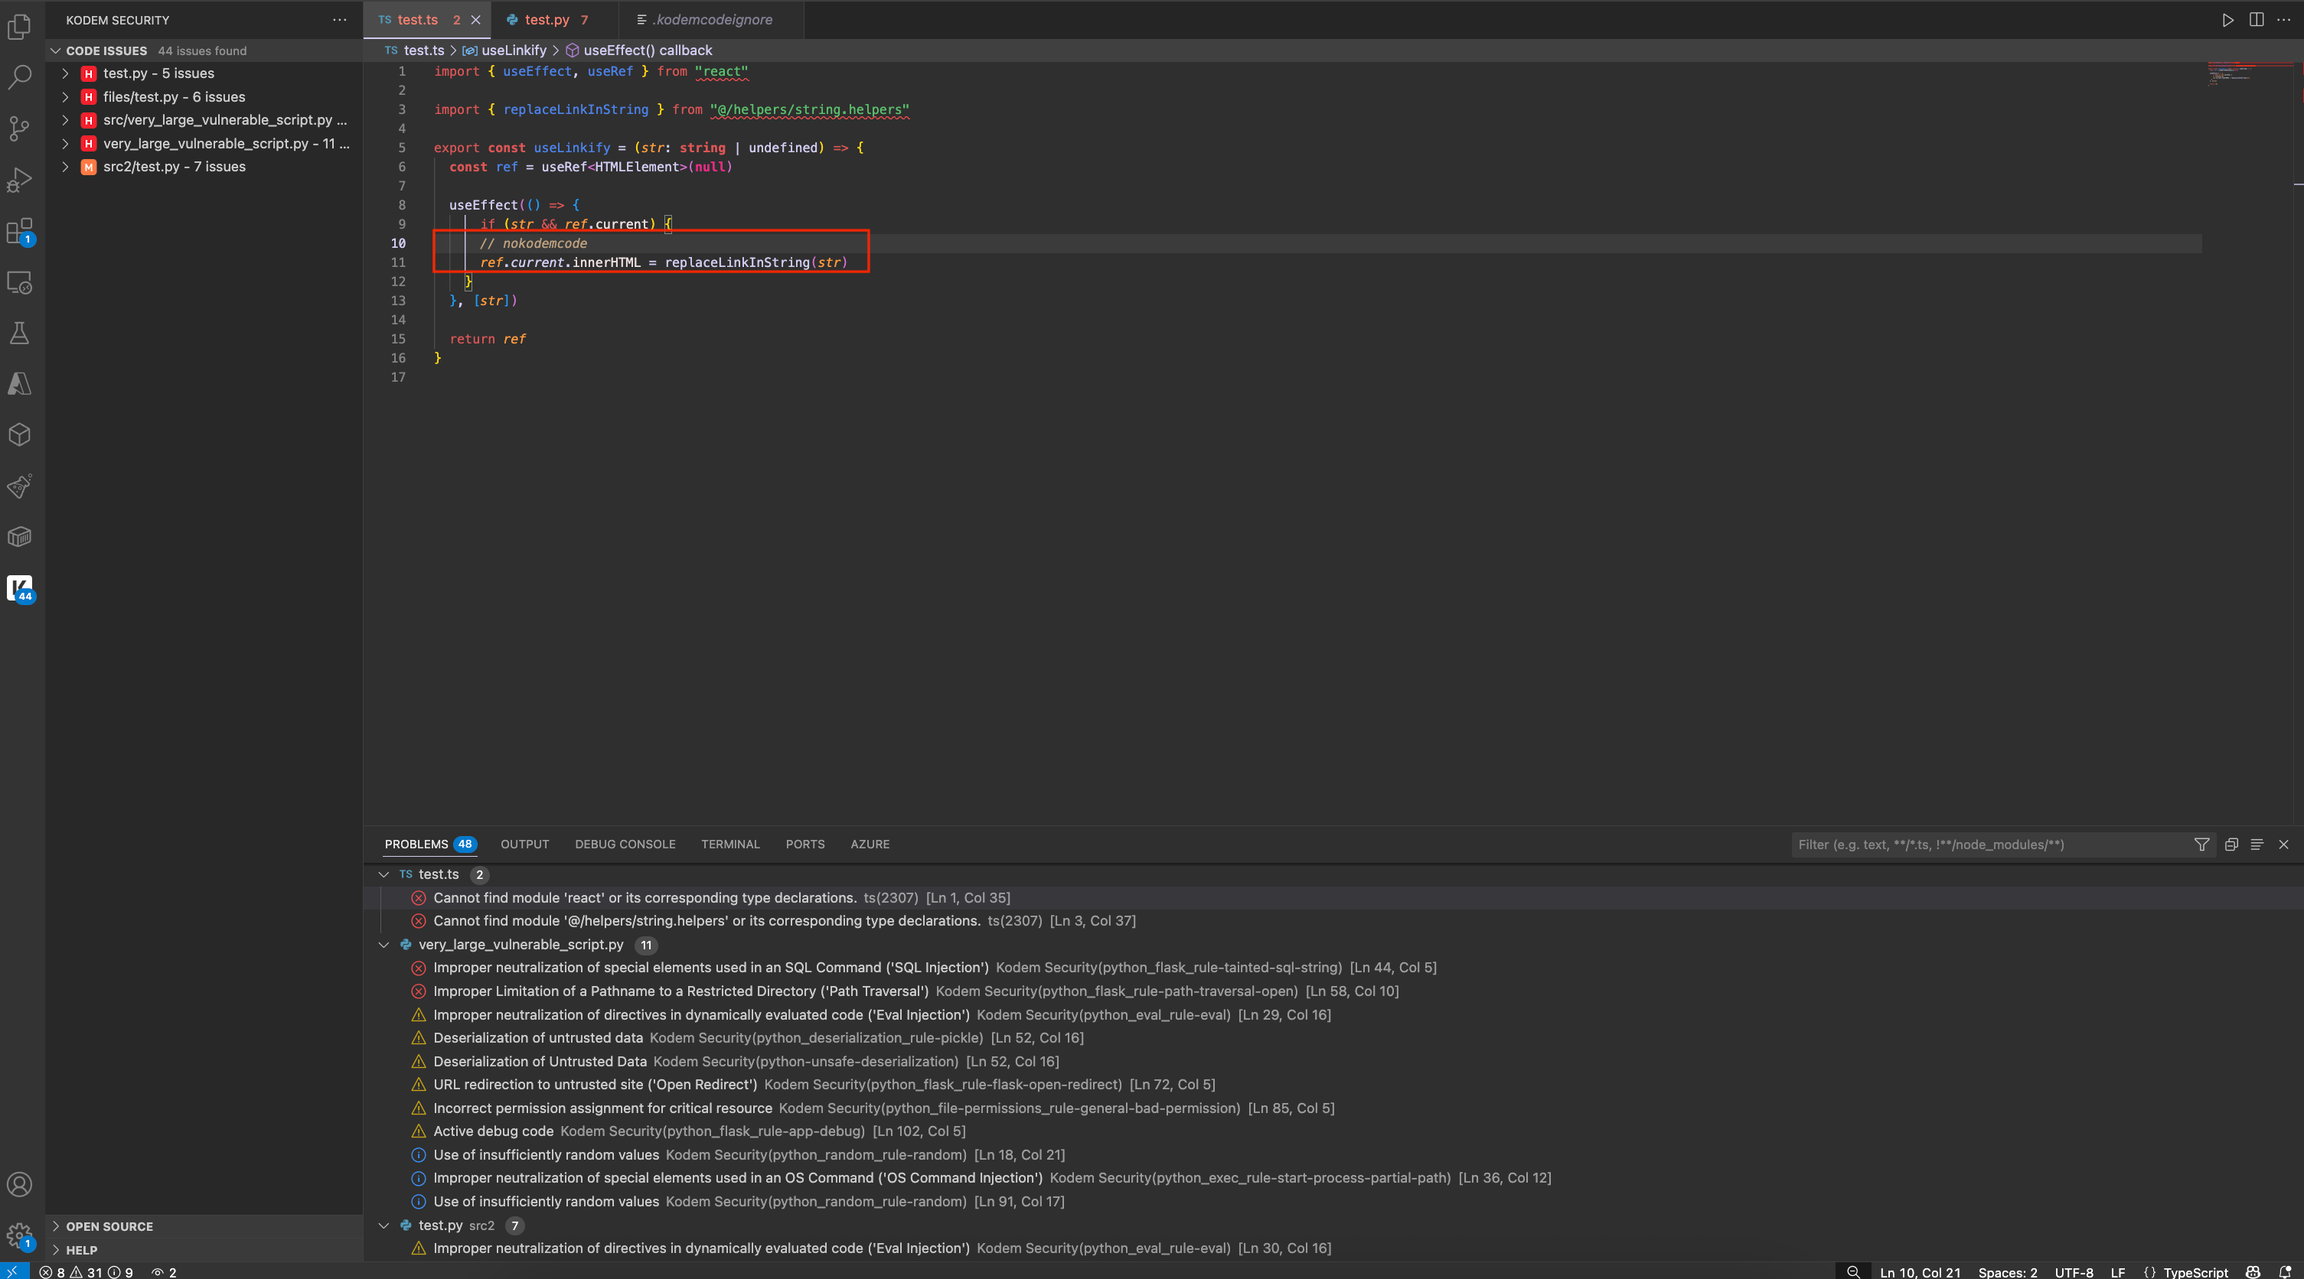 KODEM SECURITY ...
CODE ISSUES 44 issues found
H test.py - 5 issues
H files/test.py - 6 issues
H src/very_large_vulnerable_script.py ...
H very_large_vulnerable_script.py - 11 ...
M src2/test.py - 7 issues
1
44
OPEN SOURCE
HELP
1
TS test.ts 2
test.py 7
.kodemcodeignore
TS test.ts > useLinkify > useEffect() callback
1 import { useEffect, useRef } from "react"
2
3 import { replaceLinkInString } from "@/helpers/string.helpers"
4
5 export const useLinkify = (str: string | undefined) => {
6 const ref = useRef<HTMLElement>(null)
7
8 useEffect(() => {
9 if (str && ref.current) {
10 // nokodemcode
11 ref.current.innerHTML = replaceLinkInString(str)
12 }
13 }, [str])
14
15 return ref
16 }
17
PROBLEMS 48 OUTPUT DEBUG CONSOLE TERMINAL PORTS AZURE
Filter (e.g. text, **/*.ts, !**/node_modules/**)
TS test.ts 2
Cannot find module 'react' or its corresponding type declarations. ts(2307) [Ln 1, Col 35]
Cannot find module '@/helpers/string.helpers' or its corresponding type declarations. ts(2307) [Ln 3, Col 37]
very_large_vulnerable_script.py 11
Improper neutralization of special elements used in an SQL Command ('SQL Injection') Kodem Security(python_flask_rule-tainted-sql-string) [Ln 44, Col 5]
Improper Limitation of a Pathname to a Restricted Directory ('Path Traversal') Kodem Security(python_flask_rule-path-traversal-open) [Ln 58, Col 10]
Improper neutralization of directives in dynamically evaluated code ('Eval Injection') Kodem Security(python_eval_rule-eval) [Ln 29, Col 16]
Deserialization of untrusted data Kodem Security(python_deserialization_rule-pickle) [Ln 52, Col 16]
Deserialization of Untrusted Data Kodem Security(python-unsafe-deserialization) [Ln 52, Col 16]
URL redirection to untrusted site ('Open Redirect') Kodem Security(python_flask_rule-flask-open-redirect) [Ln 72, Col 5]
Incorrect permission assignment for critical resource Kodem Security(python_file-permissions_rule-general-bad-permission) [Ln 85, Col 5]
Active debug code Kodem Security(python_flask_rule-app-debug) [Ln 102, Col 5]
Use of insufficiently random values Kodem Security(python_random_rule-random) [Ln 18, Col 21]
Improper neutralization of special elements used in an OS Command ('OS Command Injection') Kodem Security(python_exec_rule-start-process-partial-path) [Ln 36, Col 12]
Use of insufficiently random values Kodem Security(python_random_rule-random) [Ln 91, Col 17]
test.py src2 7
Improper neutralization of directives in dynamically evaluated code ('Eval Injection') Kodem Security(python_eval_rule-eval) [Ln 30, Col 16]
8 31 9 2
Ln 10, Col 21 Spaces: 2 UTF-8 LF {} TypeScript